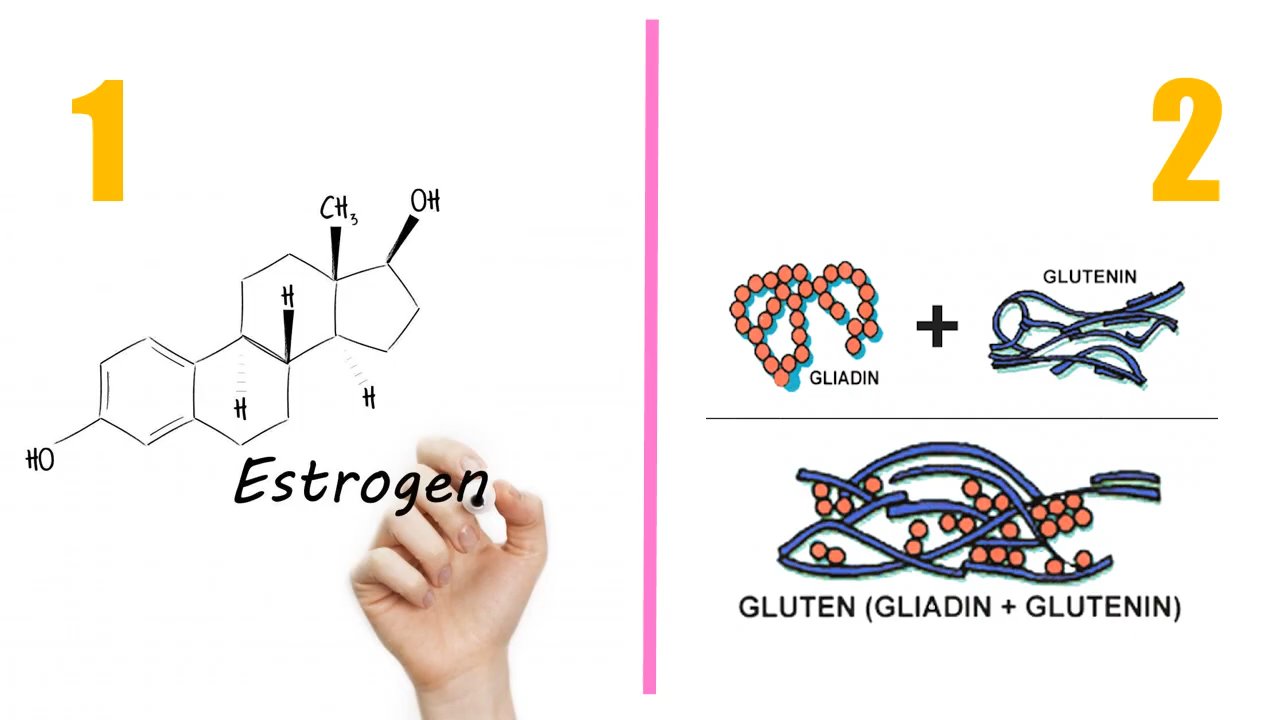 1
CH₃
OH
H
H
H
HO
Estrogen
2
GLUTENIN
+
GLIADIN
GLUTEN (GLIADIN + GLUTENIN)